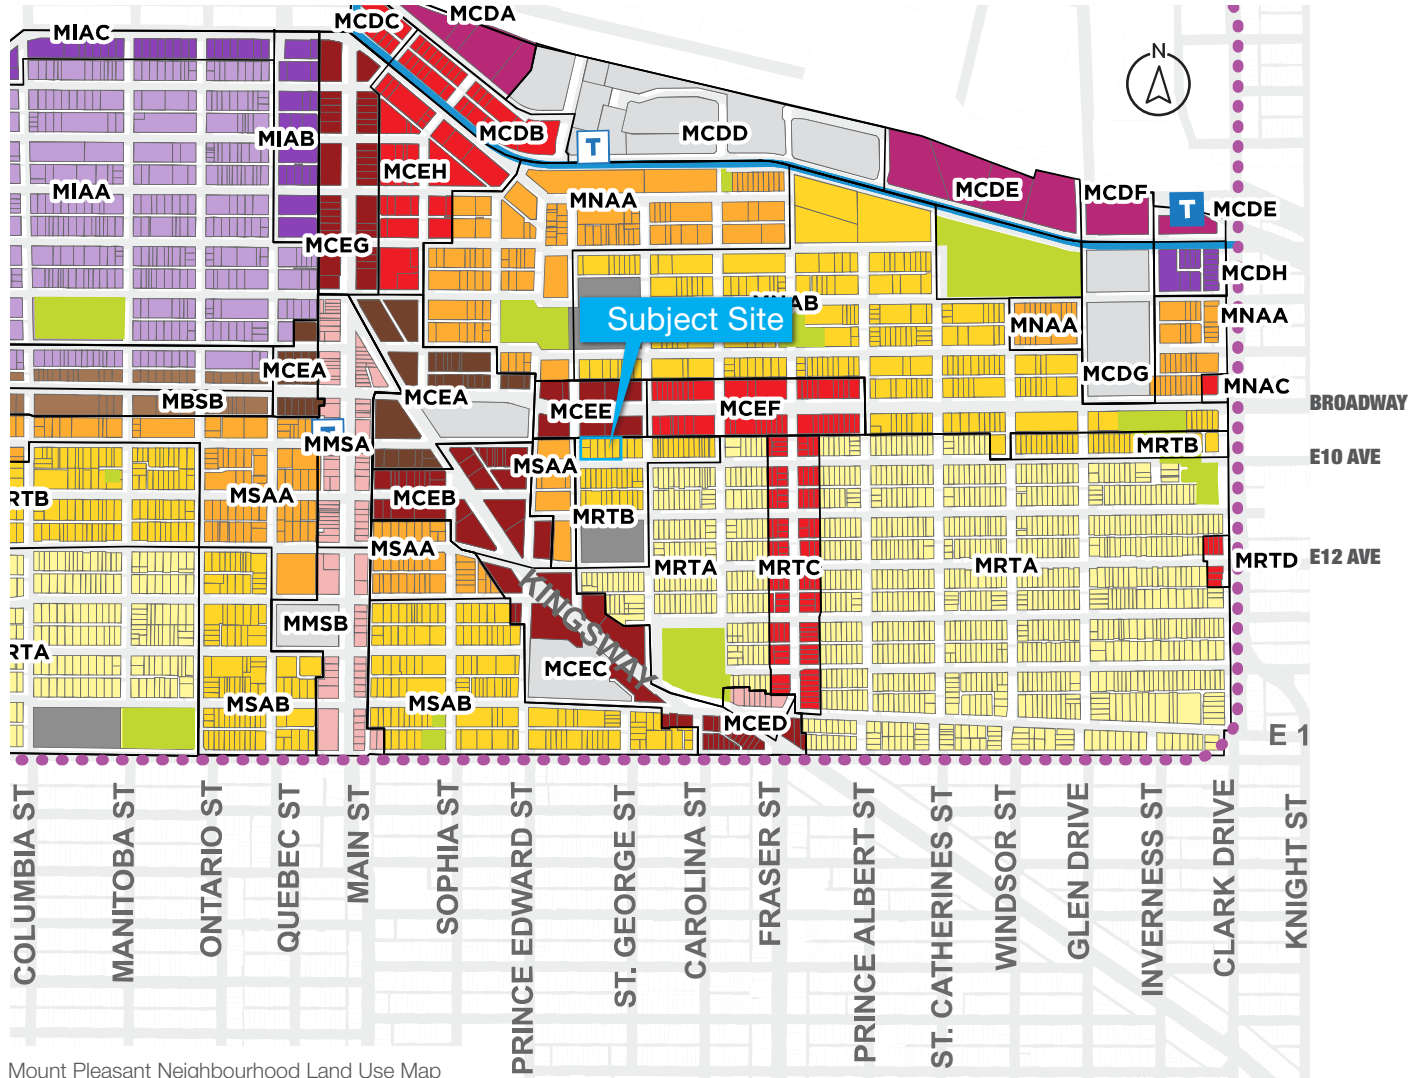 MCDA
MCDC
MIAC
N
MIAB
MCDB
T
MCDD
MCEH
MIAA
MNAA
MCDE
MCDF
T
MCDE
MCEG
MCDH
MNAB
Subject Site
MNAA
MNAA
MCEA
MCDG
MNAC
MBSB
MCEA
MCEE
MCEF
BROADWAY
T
MMSA
MRTB
E10 AVE
MSAA
RTB
MSAA
MCEB
MRTB
MSAA
MRTA
MRTC
MRTA
MRTD
E12 AVE
KINGSWAY
MMSB
RTA
MCEC
MSAB
MSAB
MCED
E 1
COLUMBIA ST
MANITOBA ST
ONTARIO ST
QUEBEC ST
MAIN ST
SOPHIA ST
PRINCE EDWARD ST
ST. GEORGE ST
CAROLINA ST
FRASER ST
PRINCE ALBERT ST
ST. CATHERINES ST
WINDSOR ST
GLEN DRIVE
INVERNESS ST
CLARK DRIVE
KNIGHT ST
Mount Pleasant Neighbourhood Land Use Map